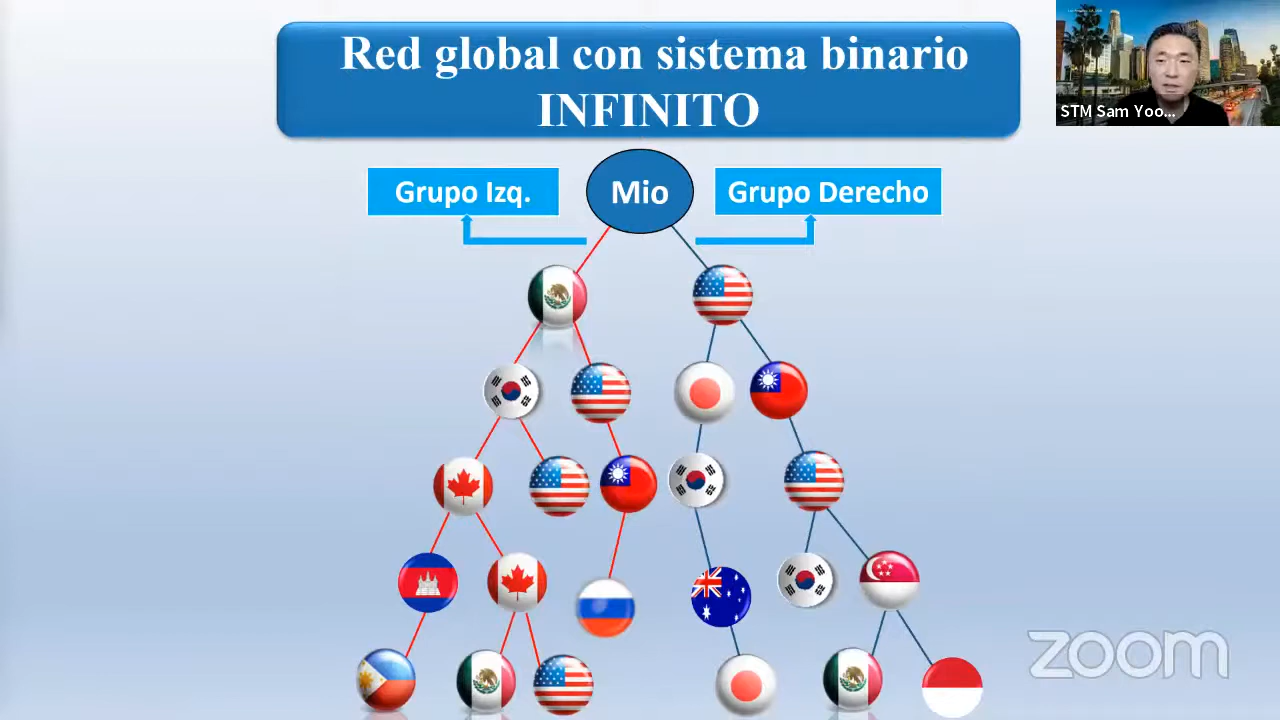 Red global con sistema binario
INFINITO
STM Sam Yoo...
Grupo Izq.
Mio
Grupo Derecho
zoom